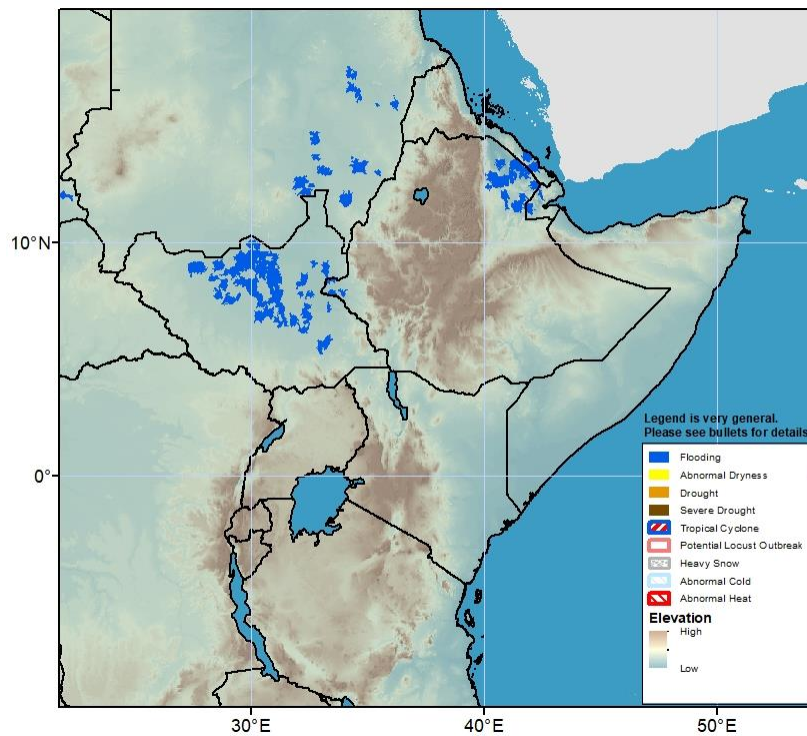 10°N
0°
Legend is very general.
Please see bullets for details
Flooding
Abnormal Dryness
Drought
Severe Drought
Tropical Cyclone
Potential Locust Outbreak
Heavy Snow
Abnormal Cold
Abnormal Heat
Elevation
High
Low
30°E 40°E 50°E